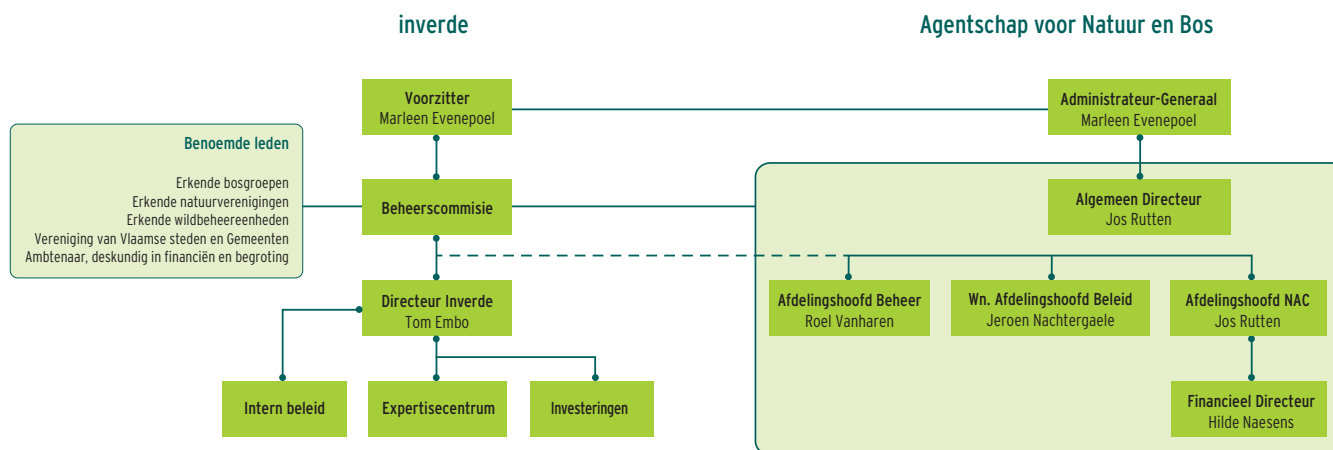 inverde
Agentschap voor Natuur en Bos
Voorzitter
Marleen Evenepoel
Administrateur-Generaal
Marleen Evenepoel
Benoemde leden
Erkende bosgroepen
Erkende natuurverenigingen
Erkende wildbeheereenheden
Vereniging van Vlaamse steden en Gemeenten
Ambtenaar, deskundig in financiën en begroting
Beheerscommisie
Algemeen Directeur
Jos Rutten
Directeur Inverde
Tom Embo
Afdelingshoofd Beheer
Roel Vanharen
Wn. Afdelingshoofd Beleid
Jeroen Nachtergaele
Afdelingshoofd NAC
Jos Rutten
Intern beleid
Expertisecentrum
Investeringen
Financieel Directeur
Hilde Naesens